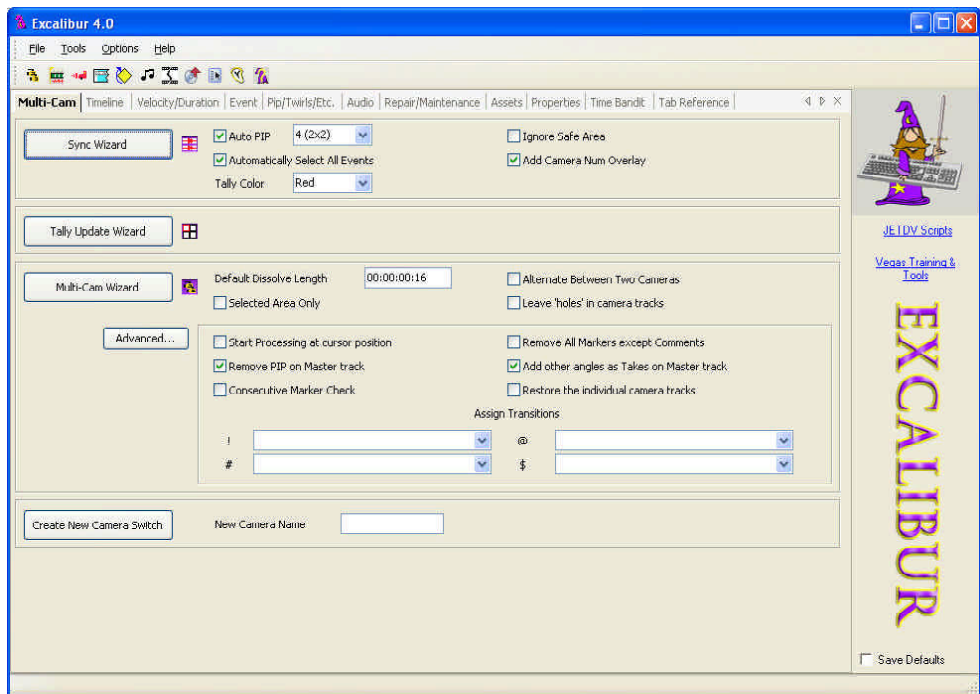 Excalibur 4.0
File Tools Options Help
Multi-Cam Timeline Velocity/Duration Event Pip/Twirls/Etc. Audio Repair/Maintenance Assets Properties Time Bandit Tab Reference
Sync Wizard
Auto PIP 4 (2x2)
Ignore Safe Area
Automatically Select All Events
Add Camera Num Overlay
Tally Color Red
Tally Update Wizard
Multi-Cam Wizard
Default Dissolve Length 00:00:00:16
Alternate Between Two Cameras
Selected Area Only
Leave 'holes' in camera tracks
Advanced...
Start Processing at cursor position
Remove All Markers except Comments
Remove PIP on Master track
Add other angles as Takes on Master track
Consecutive Marker Check
Restore the individual camera tracks
Assign Transitions
! @
# $
Create New Camera Switch
New Camera Name
JETDV Scripts
Vegas Training &
Tools
EXCALIBUR
Save Defaults